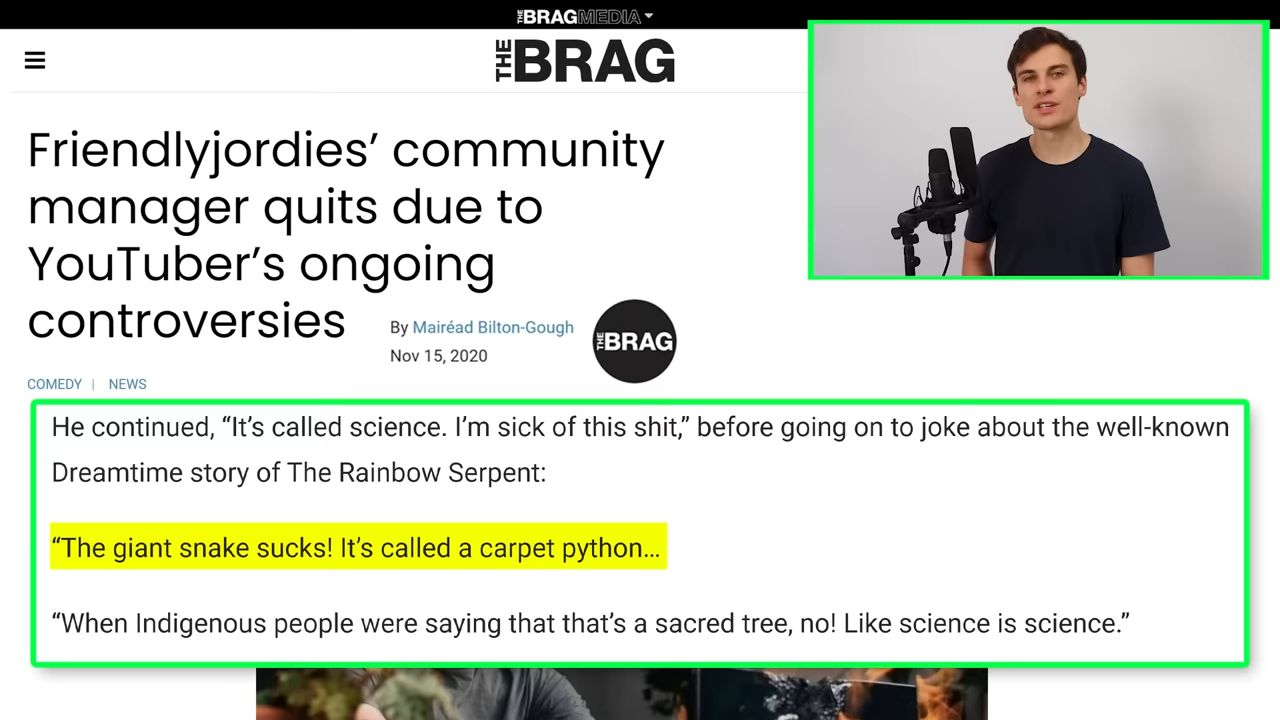 THE BRAGMEDIA
THE BRAG
Friendlyjordies’ community
manager quits due to
YouTuber’s ongoing
controversies
By Mairéad Bilton-Gough
Nov 15, 2020
THE BRAG
COMEDY | NEWS
He continued, “It’s called science. I’m sick of this shit,” before going on to joke about the well-known
Dreamtime story of The Rainbow Serpent:
“The giant snake sucks! It’s called a carpet python…
“When Indigenous people were saying that that’s a sacred tree, no! Like science is science.”